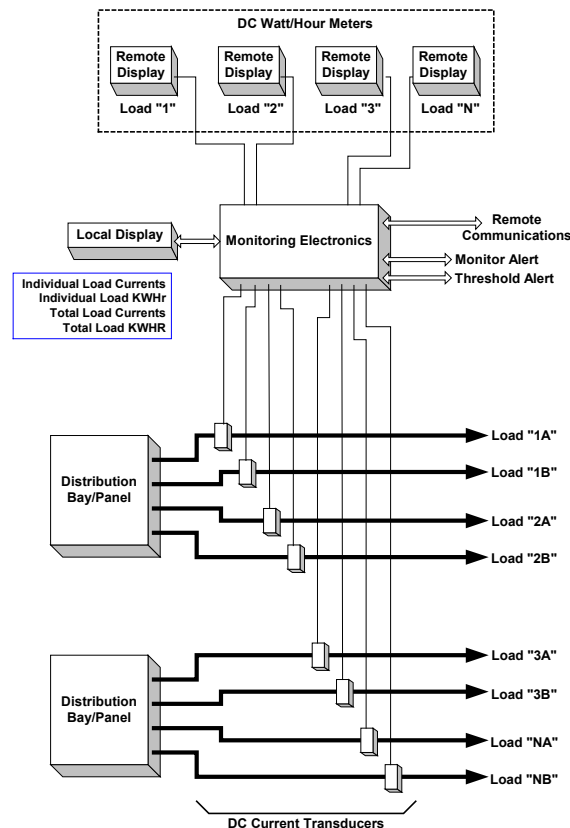 DC Watt/Hour Meters
Remote
Display
Load "1"
Remote
Display
Load "2"
Remote
Display
Load "3"
Remote
Display
Load "N"
Local Display
Monitoring Electronics
Remote
Communications
Monitor Alert
Threshold Alert
Individual Load Currents
Individual Load KWHr
Total Load Currents
Total Load KWHR
Distribution
Bay/Panel
Load "1A"
Load "1B"
Load "2A"
Load "2B"
Distribution
Bay/Panel
Load "3A"
Load "3B"
Load "NA"
Load "NB"
DC Current Transducers